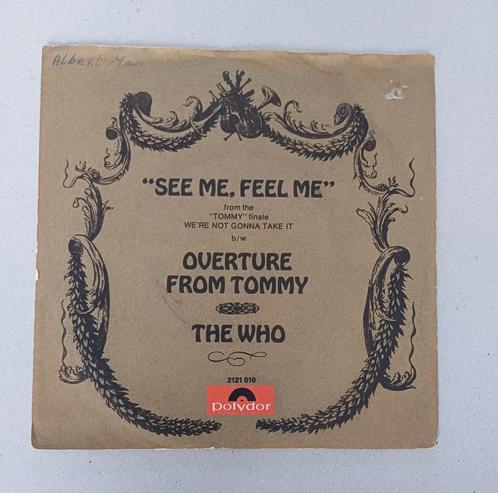 Albert
"SEE ME, FEEL ME"
from the
"TOMMY" finale
WE'RE NOT GONNA TAKE IT
b/w
OVERTURE
FROM TOMMY
THE WHO
2121 010
polydor